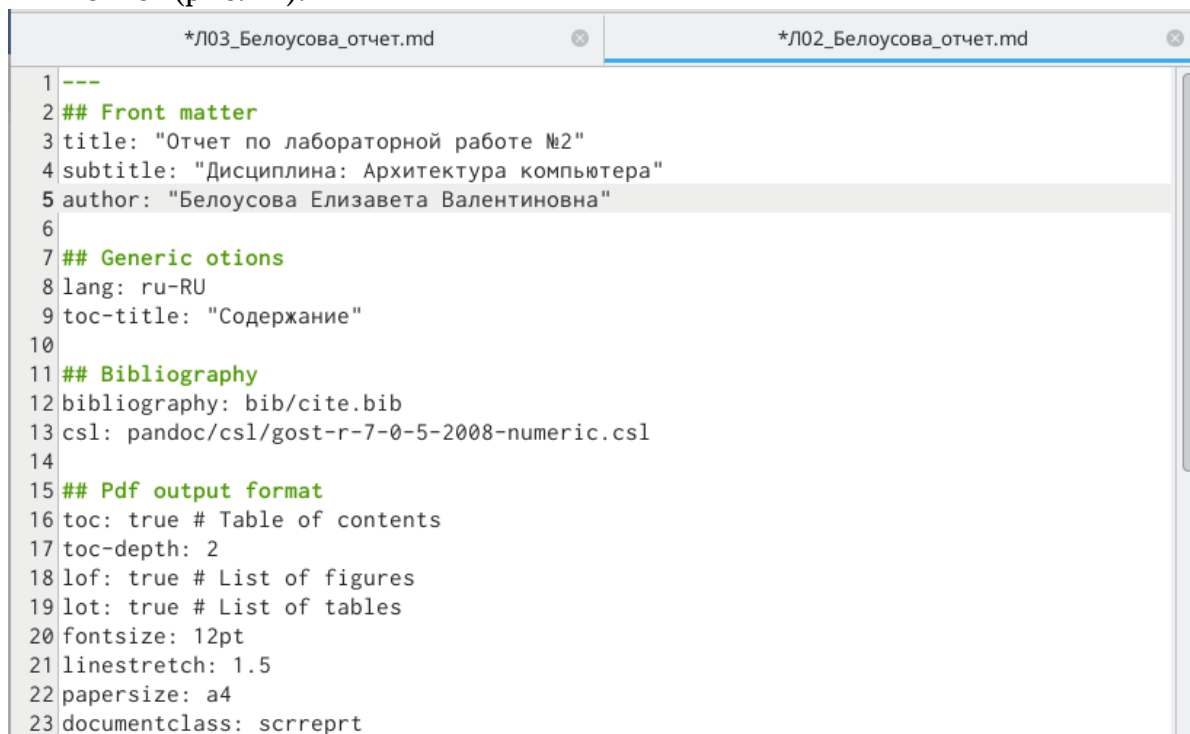 *Л03_Белоусова_отчет.md
*Л02_Белоусова_отчет.md
1 ---
2 ## Front matter
3 title: "Отчет по лабораторной работе №2"
4 subtitle: "Дисциплина: Архитектура компьютера"
5 author: "Белоусова Елизавета Валентиновна"
6
7 ## Generic otions
8 lang: ru-RU
9 toc-title: "Содержание"
10
11 ## Bibliography
12 bibliography: bib/cite.bib
13 csl: pandoc/csl/gost-r-7-0-5-2008-numeric.csl
14
15 ## Pdf output format
16 toc: true # Table of contents
17 toc-depth: 2
18 lof: true # List of figures
19 lot: true # List of tables
20 fontsize: 12pt
21 linestretch: 1.5
22 papersize: a4
23 documentclass: scrreprt